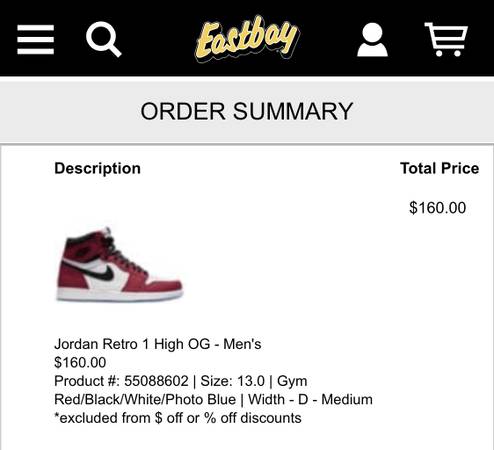 Eastbay
ORDER SUMMARY
Description Total Price
$160.00
Jordan Retro 1 High OG - Men's
$160.00
Product #: 55088602 | Size: 13.0 | Gym
Red/Black/White/Photo Blue | Width - D - Medium
*excluded from $ off or % off discounts